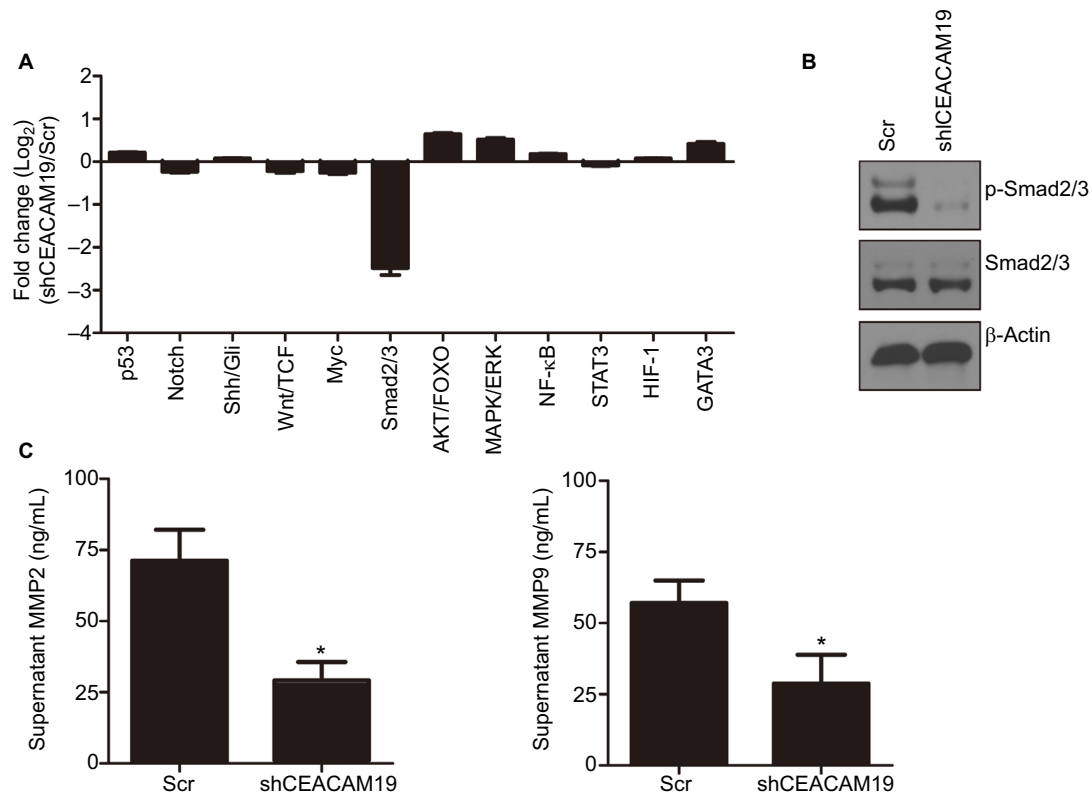 A
Fold change (Log2)
(shCEACAM19/Scr)
2
1
0
–1
–2
–3
–4
p53
Notch
Shh/Gli
Wnt/TCF
Myc
Smad2/3
AKT/FOXO
MAPK/ERK
NF-κB
STAT3
HIF-1
GATA3
B
Scr
shICEACAM19
p-Smad2/3
Smad2/3
β-Actin
C
Supernatant MMP2 (ng/mL)
100
75
50
25
0
Scr
shCEACAM19
*
Supernatant MMP9 (ng/mL)
100
75
50
25
0
Scr
shCEACAM19
*